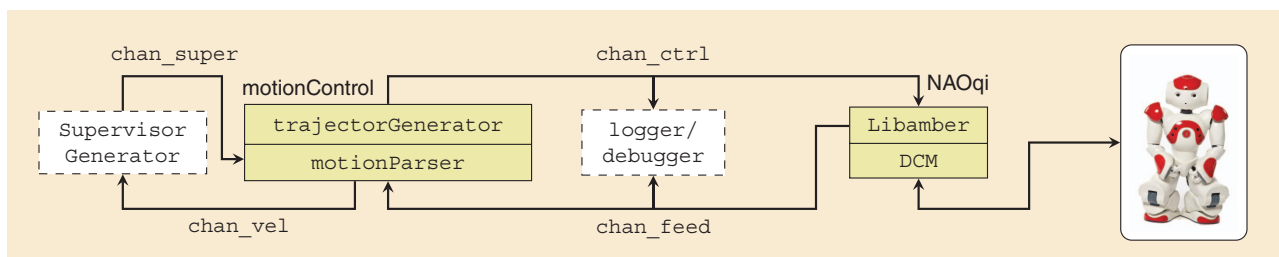 chan_super
chan_ctrl
motionControl
NAOqi
Supervisor
Generator
trajectorGenerator
motionParser
logger/
debugger
Libamber
DCM
chan_vel
chan_feed